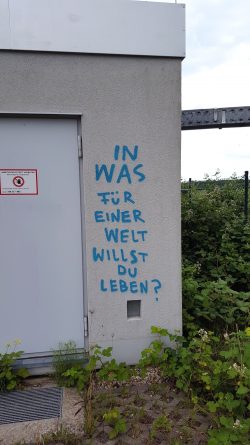 IN
WAS
FÜR
EINER
WELT
WILLST
DU
LEBEN?